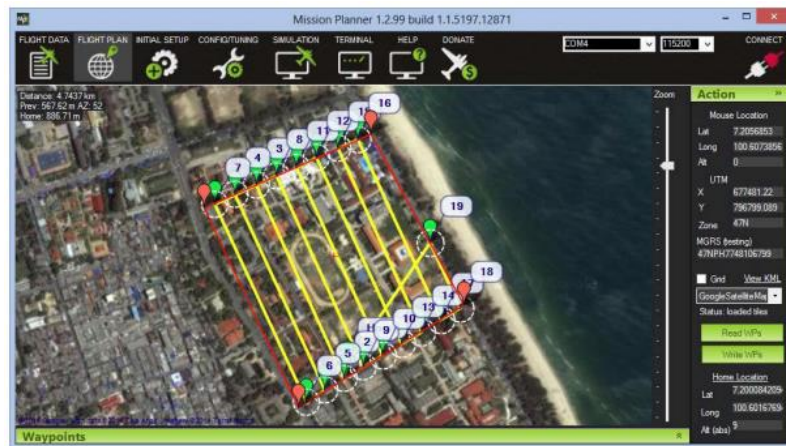 Mission Planner 1.2.99 build 1.1.5197.12871
FLIGHT DATA FLIGHT PLAN INITIAL SETUP CONFIG/TUNING SIMULATION TERMINAL HELP DONATE COM4 115200 CONNECT
Distance: 4.7437 km
Prev: 567.62 m AZ: 52
Home: 886.71 m
Zoom
Action
Mouse Location
Lat 7.2056853
Long 100.6073856
Alt 0
UTM
X 677481.22
Y 796799.089
Zone 47N
MGRS (testing)
47NPH7748106799
Grid View KML
GoogleSatelliteMap
Status: loaded tiles
Read WPs
Write WPs
Home Location
Lat 7.200084209
Long 100.6016769
Alt (abs)
16
12
11
8
3
4
7
19
18
14
13
10
9
2
5
6
Waypoints